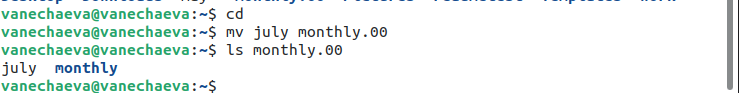 vanechaeva@vanechaeva:~$ cd
vanechaeva@vanechaeva:~$ mv july monthly.00
vanechaeva@vanechaeva:~$ ls monthly.00
july  monthly
vanechaeva@vanechaeva:~$